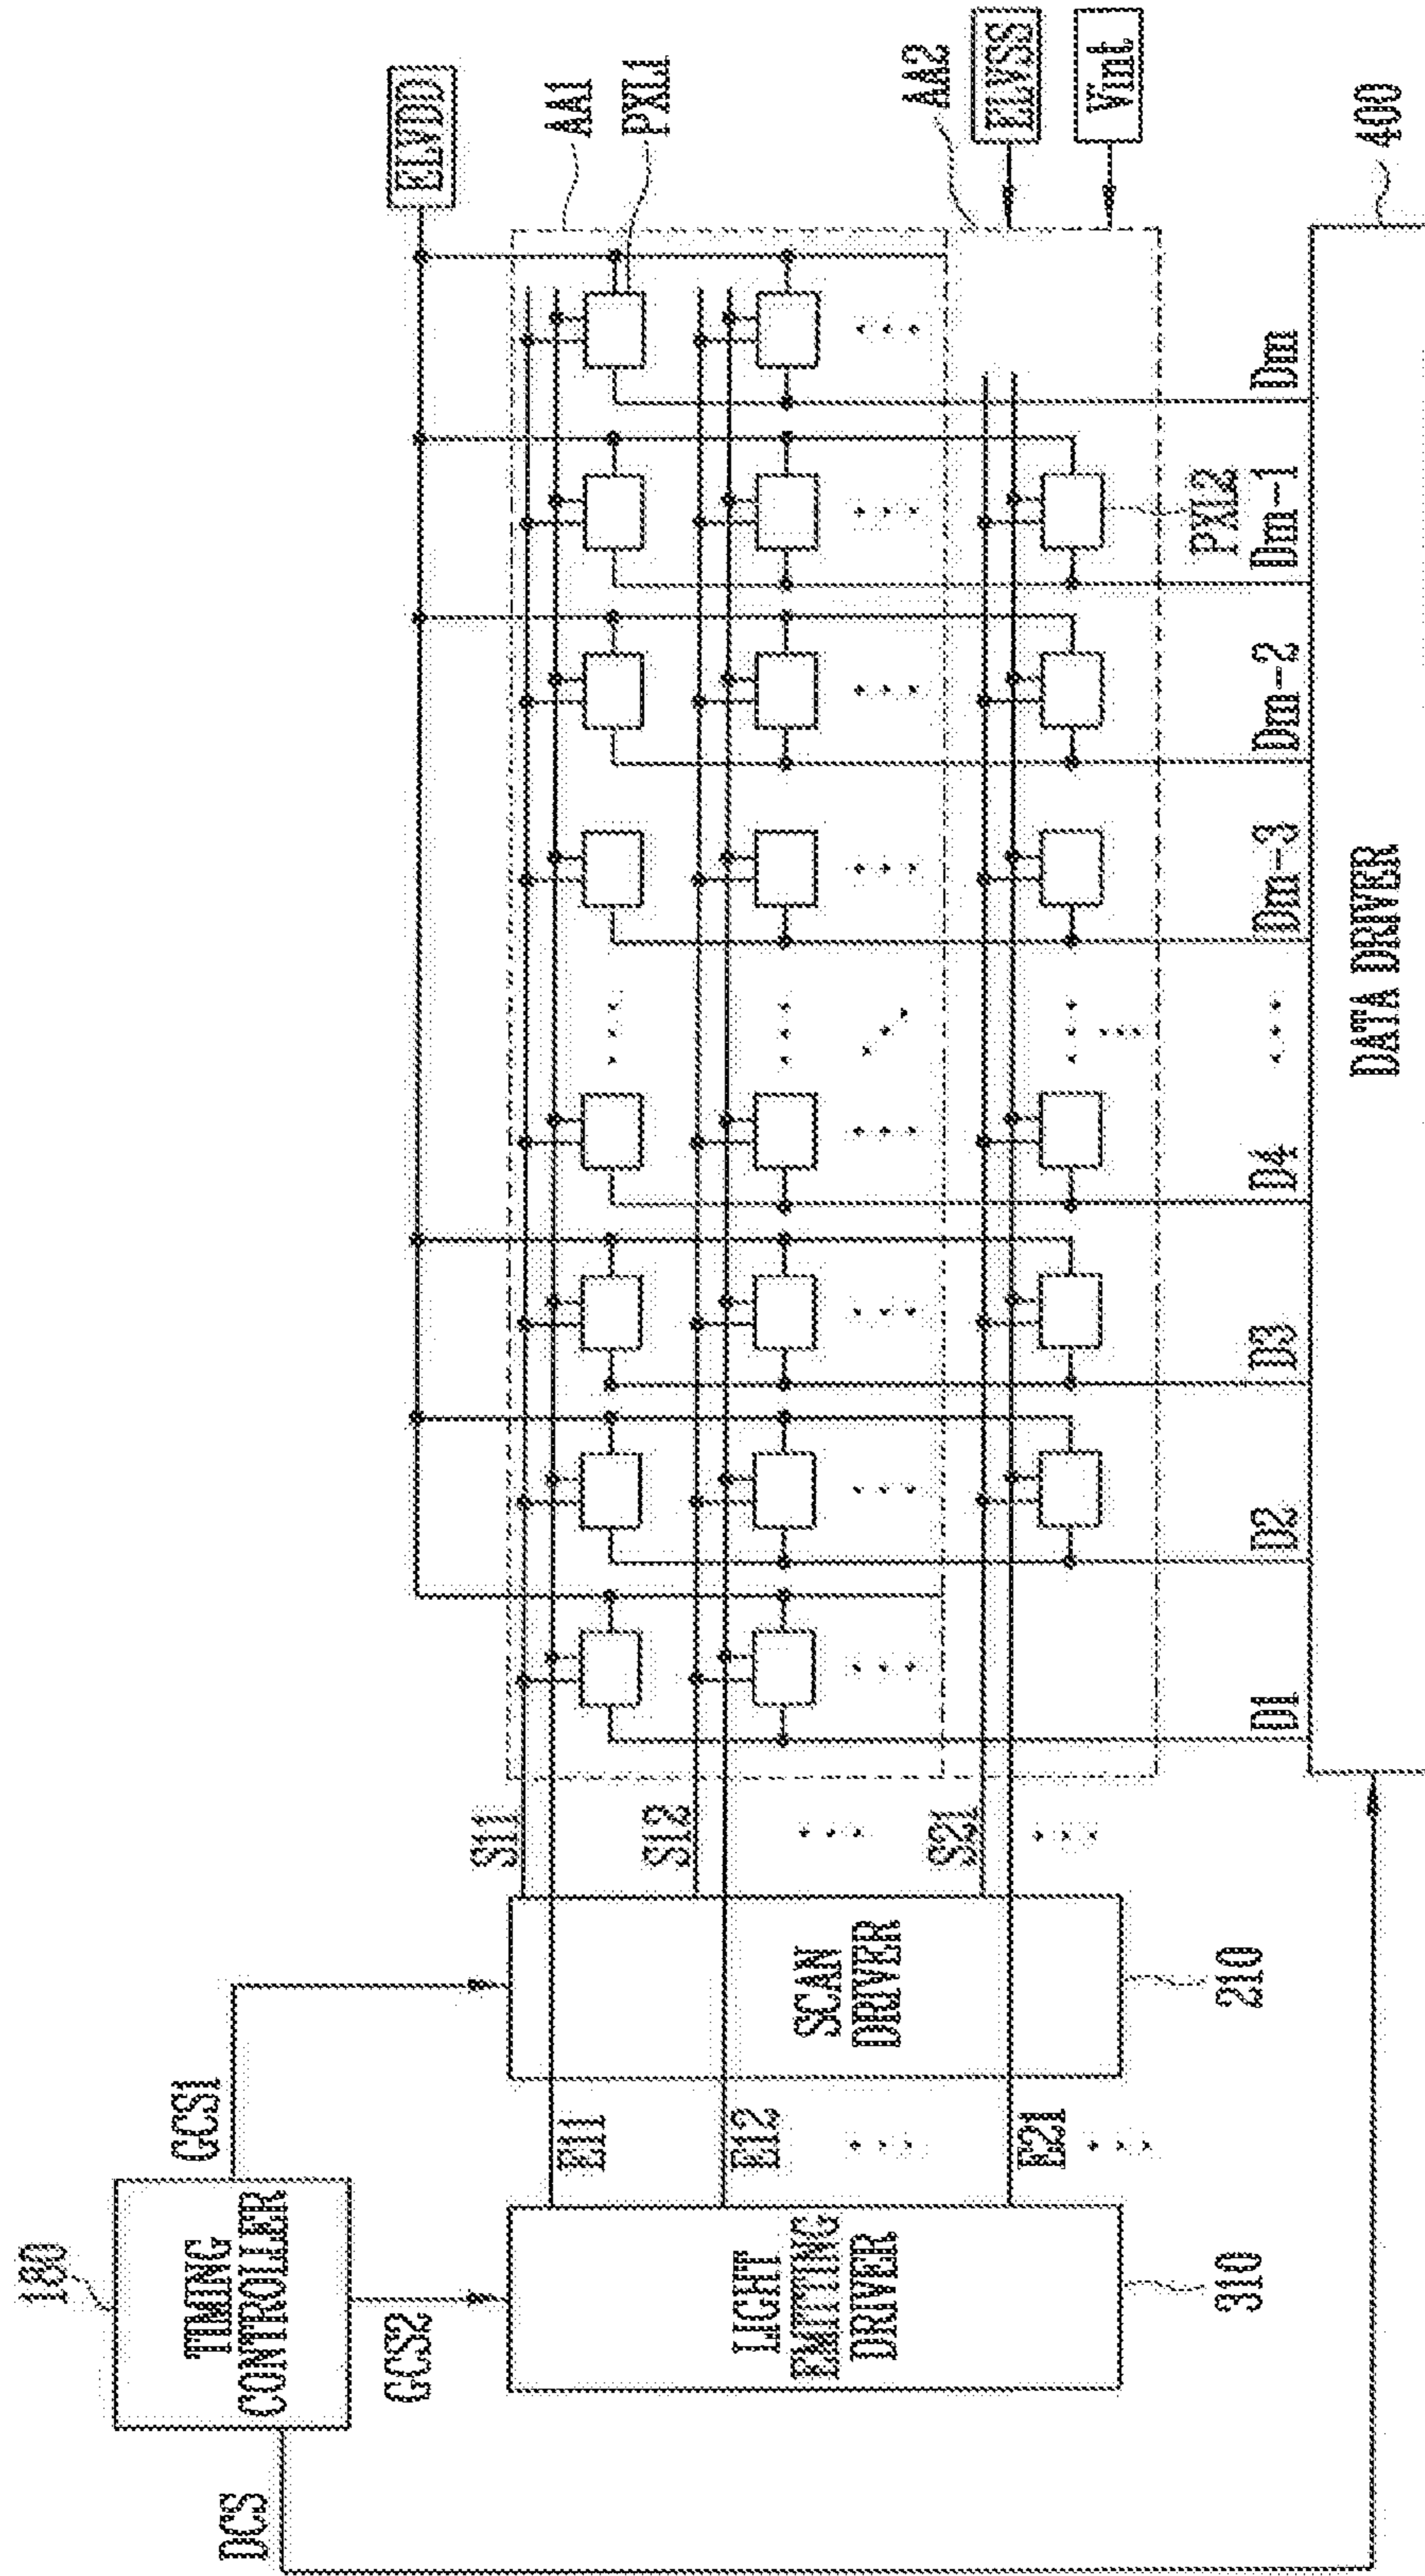 180
TIMING
CONTROLLER
DCS
GCS1
GCS2
ELVDD
LIGHT
EMITTING
DRIVER
310
SCAN
DRIVER
210
E11
E12
E21
S11
S12
S21
AA1
PXL1
AA2
ELVSS
Vint
PXL2
D1
D2
D3
D4
Dm-3
Dm-2
Dm-1
Dm
DATA DRIVER
400